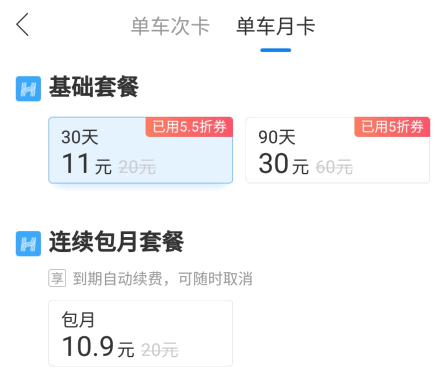 单车次卡 单车月卡
基础套餐
已用5.5折券 已用5折券
30天 90天
11元 20元 30元 60元
连续包月套餐
享 到期自动续费，可随时取消
包月
10.9元 20元